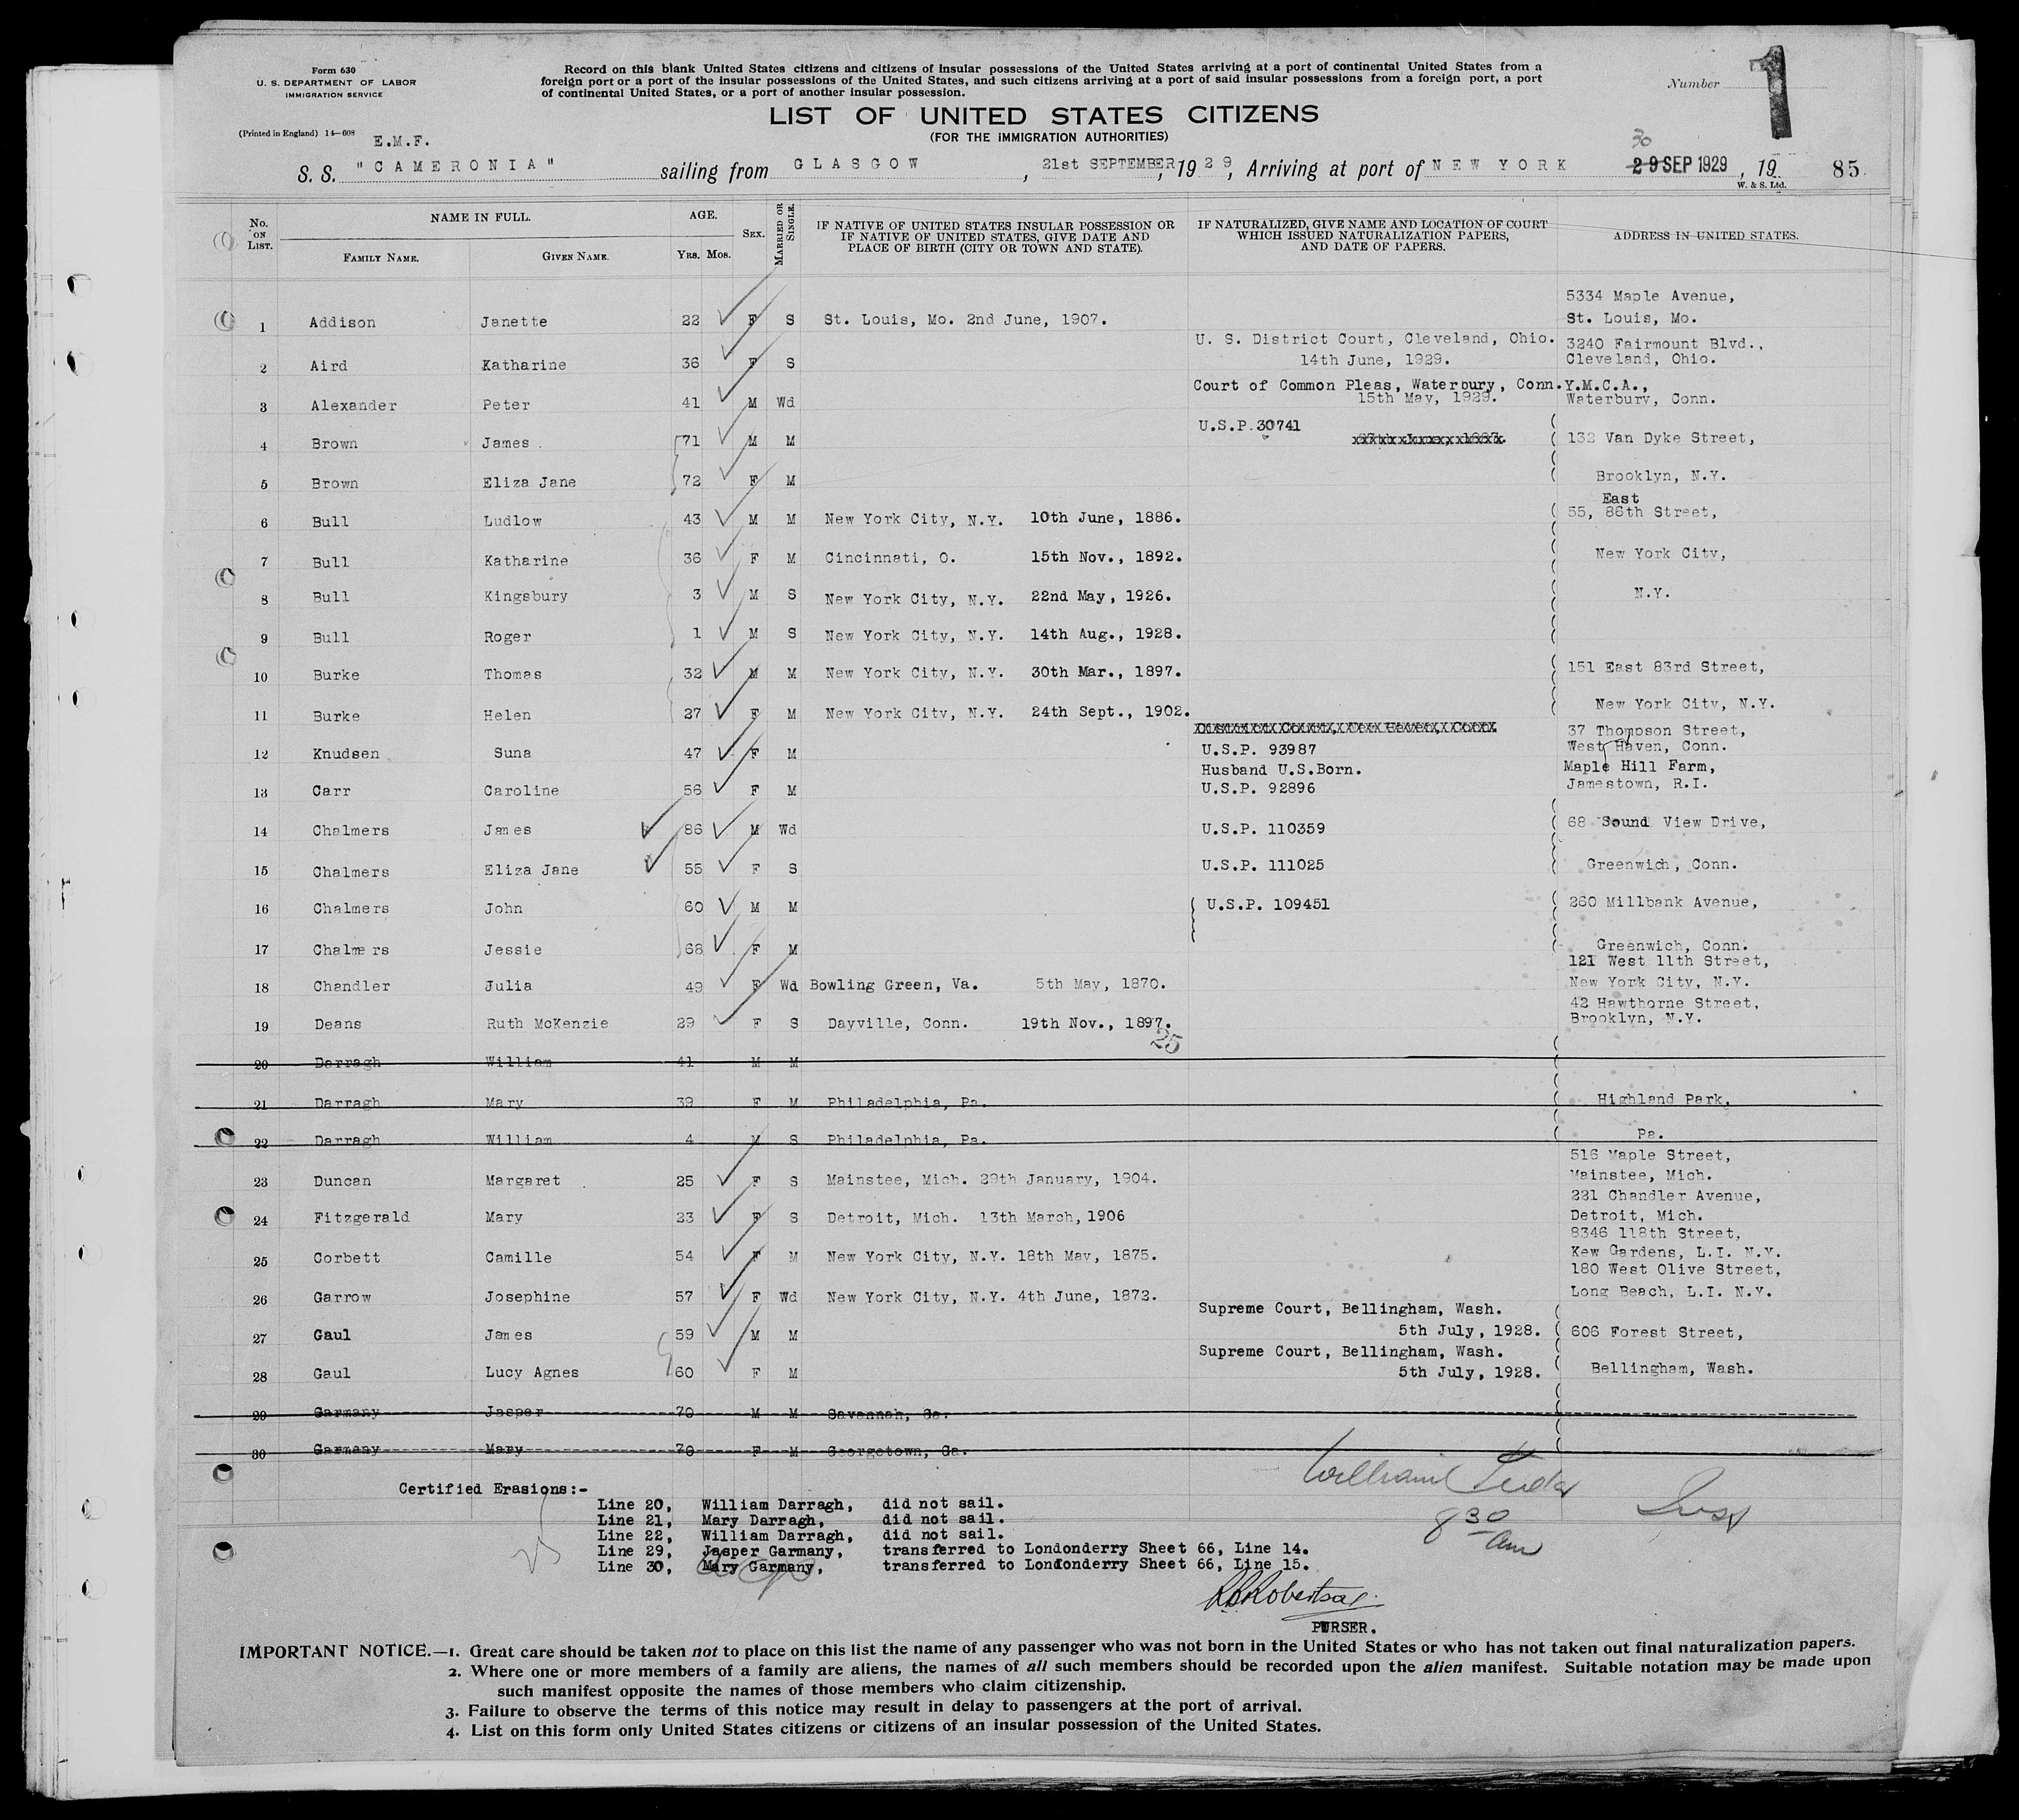 Form 630
U. S. DEPARTMENT OF LABOR
IMMIGRATION SERVICE
(Printed in England) 14—608
Record on this blank United States citizens and citizens of insular possessions of the United States arriving at a port of continental United States from a
foreign port or a port of the insular possessions of the United States, and such citizens arriving at a port of said insular possessions from a foreign port, a port
of continental United States, or a port of another insular possession.
Number 1
LIST OF UNITED STATES CITIZENS
(FOR THE IMMIGRATION AUTHORITIES)
E.M.F.
30
S. S. "CAMERONIA" sailing from GLASGOW, 21st SEPTEMBER, 1929, Arriving at port of NEW YORK 29 SEP 1929, 19 85
W. & S. Ltd.
No. ON LIST. NAME IN FULL. FAMILY NAME. GIVEN NAME. AGE. YRS. MOS. SEX. MARRIED OR SINGLE. IF NATIVE OF UNITED STATES INSULAR POSSESSION OR IF NATIVE OF UNITED STATES, GIVE DATE AND PLACE OF BIRTH (CITY OR TOWN AND STATE). IF NATURALIZED, GIVE NAME AND LOCATION OF COURT WHICH ISSUED NATURALIZATION PAPERS, AND DATE OF PAPERS. ADDRESS IN UNITED STATES.
1 Addison Janette 22 F S St. Louis, Mo. 2nd June, 1907. 5334 Maple Avenue, St. Louis, Mo.
2 Aird Katharine 36 F S U. S. District Court, Cleveland, Ohio. 14th June, 1929. 3240 Fairmount Blvd., Cleveland, Ohio.
3 Alexander Peter 41 M Wd Court of Common Pleas, Waterbury, Conn. 15th May, 1929. Y.M.C.A., Waterbury, Conn.
4 Brown James 71 M M U.S.P. 30741 132 Van Dyke Street,
5 Brown Eliza Jane 72 F M Brooklyn, N.Y.
6 Bull Ludlow 43 M M New York City, N.Y. 10th June, 1886. 55, East 86th Street,
7 Bull Katharine 36 F M Cincinnati, O. 15th Nov., 1892. New York City,
8 Bull Kingsbury 3 M S New York City, N.Y. 22nd May, 1926. N.Y.
9 Bull Roger 1 M S New York City, N.Y. 14th Aug., 1928.
10 Burke Thomas 32 M M New York City, N.Y. 30th Mar., 1897. 151 East 83rd Street,
11 Burke Helen 27 F M New York City, N.Y. 24th Sept., 1902. New York City, N.Y.
12 Knudsen Suna 47 F M U.S.P. 93987 37 Thompson Street, West Haven, Conn.
13 Carr Caroline 56 F M Husband U.S.Born. U.S.P. 92896 Maple Hill Farm, Jamestown, R.I.
14 Chalmers James 86 M Wd U.S.P. 110359 68 Sound View Drive,
15 Chalmers Eliza Jane 55 F S U.S.P. 111025 Greenwich, Conn.
16 Chalmers John 60 M M U.S.P. 109451 260 Millbank Avenue,
17 Chalmers Jessie 68 F M Greenwich, Conn.
18 Chandler Julia 49 F Wd Bowling Green, Va. 5th May, 1870. 121 West 11th Street, New York City, N.Y.
19 Deans Ruth McKenzie 29 F S Dayville, Conn. 19th Nov., 1897. 42 Hawthorne Street, Brooklyn, N.Y.
25
20 Darragh William 41 M M
21 Darragh Mary 39 F M Philadelphia, Pa. Highland Park,
22 Darragh William 4 M S Philadelphia, Pa. Pa.
23 Duncan Margaret 25 F S Mainstee, Mich. 29th January, 1904. 516 Maple Street, Mainstee, Mich.
24 Fitzgerald Mary 23 F S Detroit, Mich. 13th March, 1906 221 Chandler Avenue, Detroit, Mich.
25 Corbett Camille 54 F M New York City, N.Y. 18th May, 1875. 8346 118th Street, Kew Gardens, L.I. N.Y.
26 Garrow Josephine 57 F Wd New York City, N.Y. 4th June, 1872. 180 West Olive Street, Long Beach, L.I. N.Y.
27 Gaul James 59 M M Supreme Court, Bellingham, Wash. 5th July, 1928. 606 Forest Street,
28 Gaul Lucy Agnes 60 F M Supreme Court, Bellingham, Wash. 5th July, 1928. Bellingham, Wash.
29 Garmany Jasper 70 M M Savannah, Ga.
30 Garmany Mary 70 F M Georgetown, Ga.
Certified Erasions:-
Line 20, William Darragh, did not sail.
Line 21, Mary Darragh, did not sail.
Line 22, William Darragh, did not sail.
Line 29, Jasper Garmany, transferred to Londonderry Sheet 66, Line 14.
Line 30, Mary Garmany, transferred to Londonderry Sheet 66, Line 15.
William
Insp
8 30 am
25
Robertson
PURSER.
IMPORTANT NOTICE.—1. Great care should be taken not to place on this list the name of any passenger who was not born in the United States or who has not taken out final naturalization papers.
2. Where one or more members of a family are aliens, the names of all such members should be recorded upon the alien manifest. Suitable notation may be made upon
such manifest opposite the names of those members who claim citizenship.
3. Failure to observe the terms of this notice may result in delay to passengers at the port of arrival.
4. List on this form only United States citizens or citizens of an insular possession of the United States.